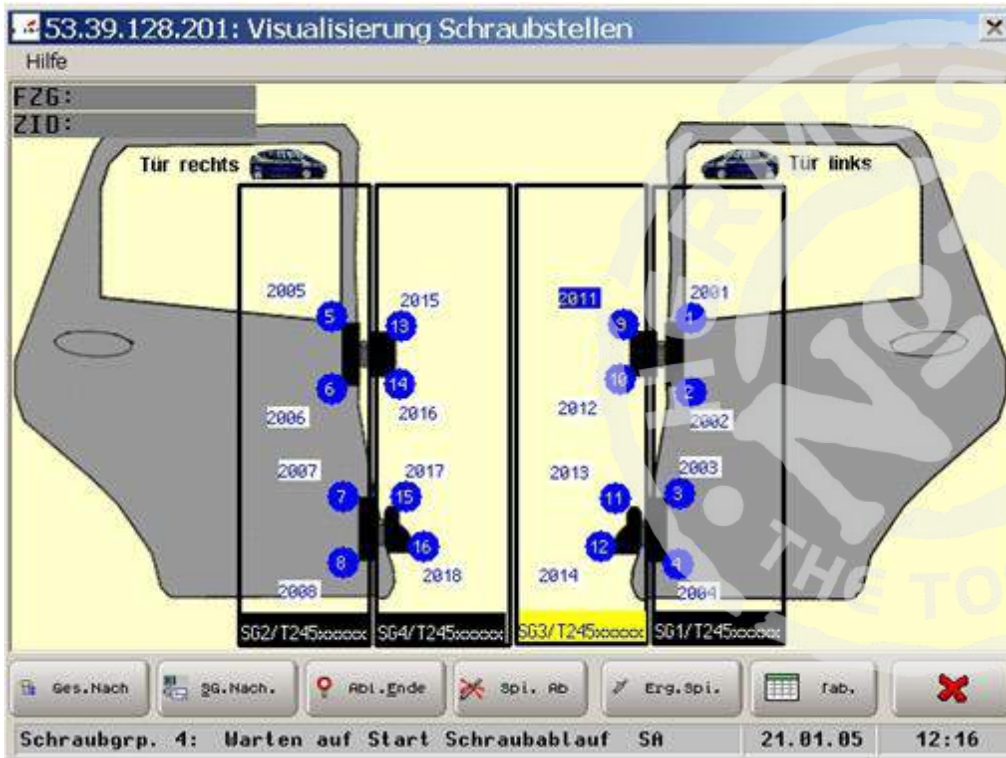 53.39.128.201: Visualisierung Schraubstellen
Hilfe
FZG:
ZID:
Tür rechts
Tür links
2005
2015
2011
2001
5
13
9
1
6
14
10
2
2006
2016
2012
2002
2007
2017
2013
2003
7
15
11
3
8
16
12
4
2008
2018
2014
2004
SG2/T245xxxxxx
SG4/T245xxxxxx
SG3/T245xxxxxx
SG1/T245xxxxxx
Ges.Nach
SG.Nach.
Abl.Ende
Spi. Ab
Erg.Spi.
Tab.
Schraubgrp. 4: Warten auf Start Schraubablauf SA
21.01.05
12:16